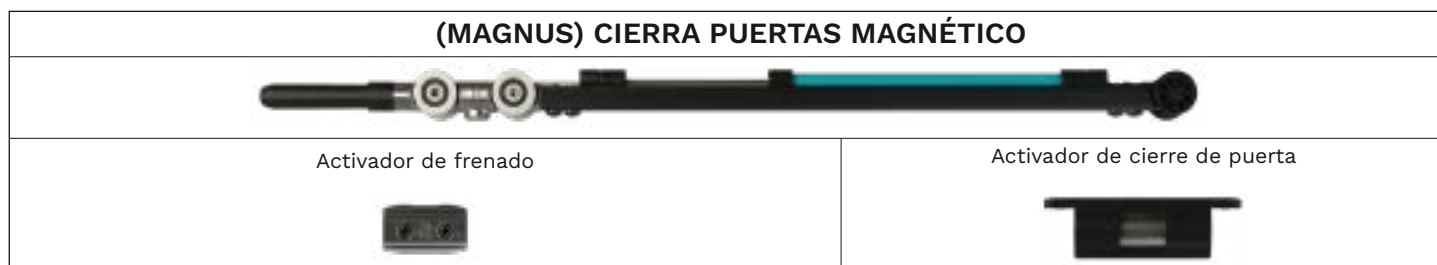 (MAGNUS) CIERRA PUERTAS MAGNÉTICO
Activador de frenado
Activador de cierre de puerta